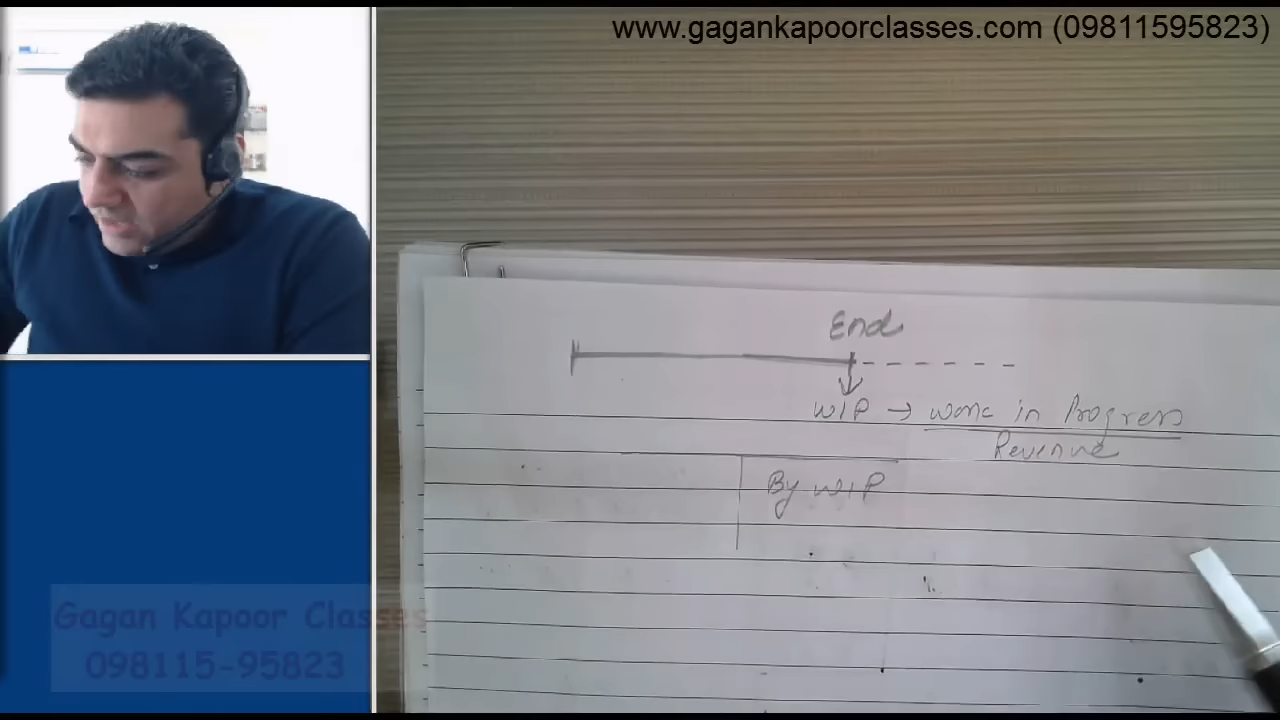 www.gagankapoorclasses.com (09811595823)
End
WIP → Work in Progress
Revenue
By WIP
Gagan Kapoor Classes
098115-95823